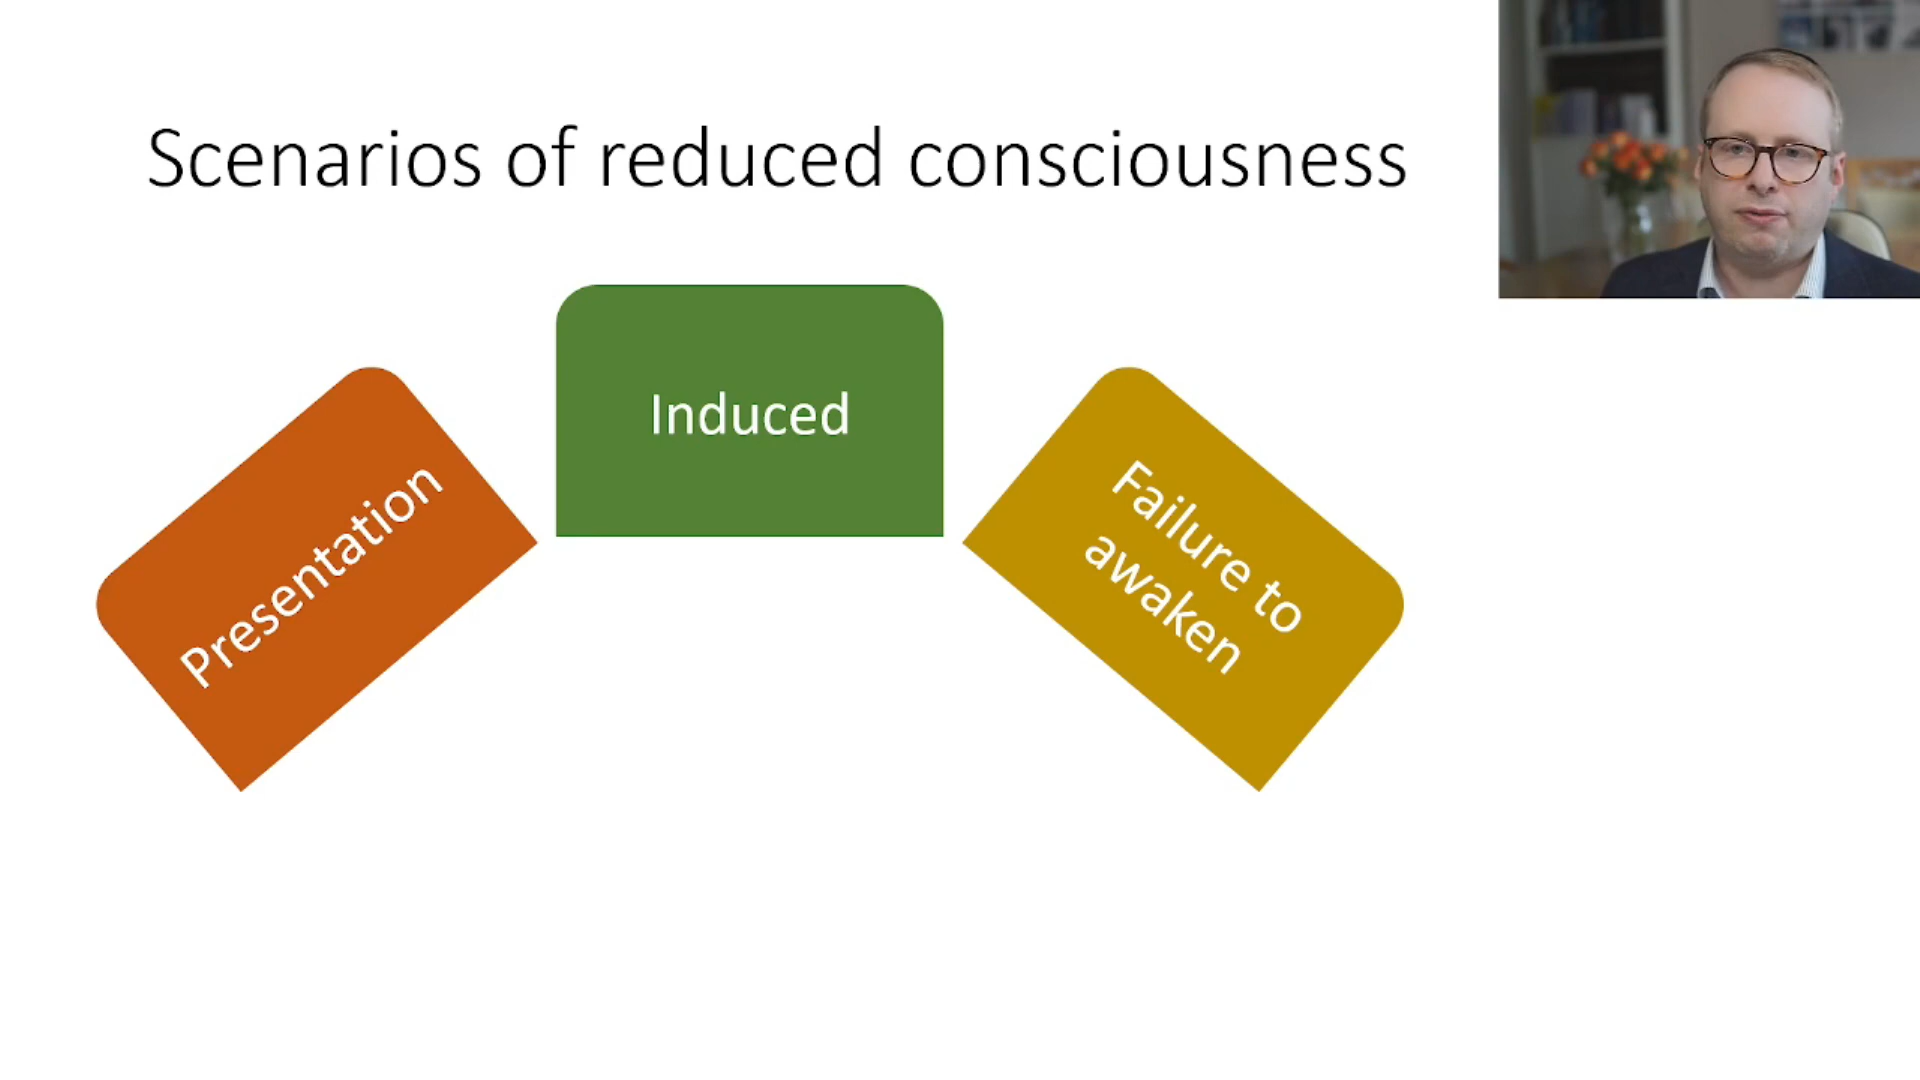 Scenarios of reduced consciousness
Presentation
Induced
Failure to
awaken